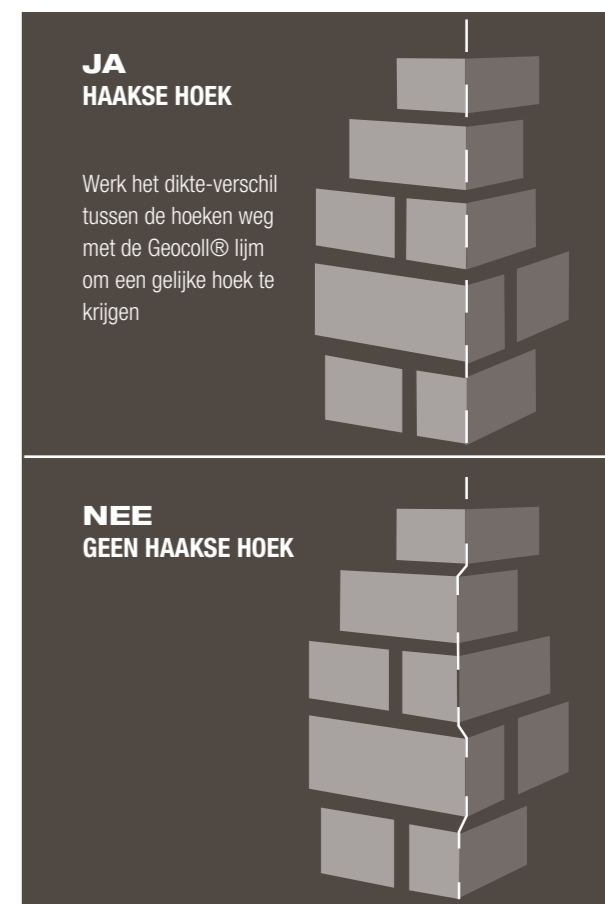 JA
HAAKSE HOEK
Werk het dikte-verschil
tussen de hoeken weg
met de Geocoll® lijm
om een gelijke hoek te
krijgen
NEE
GEEN HAAKSE HOEK